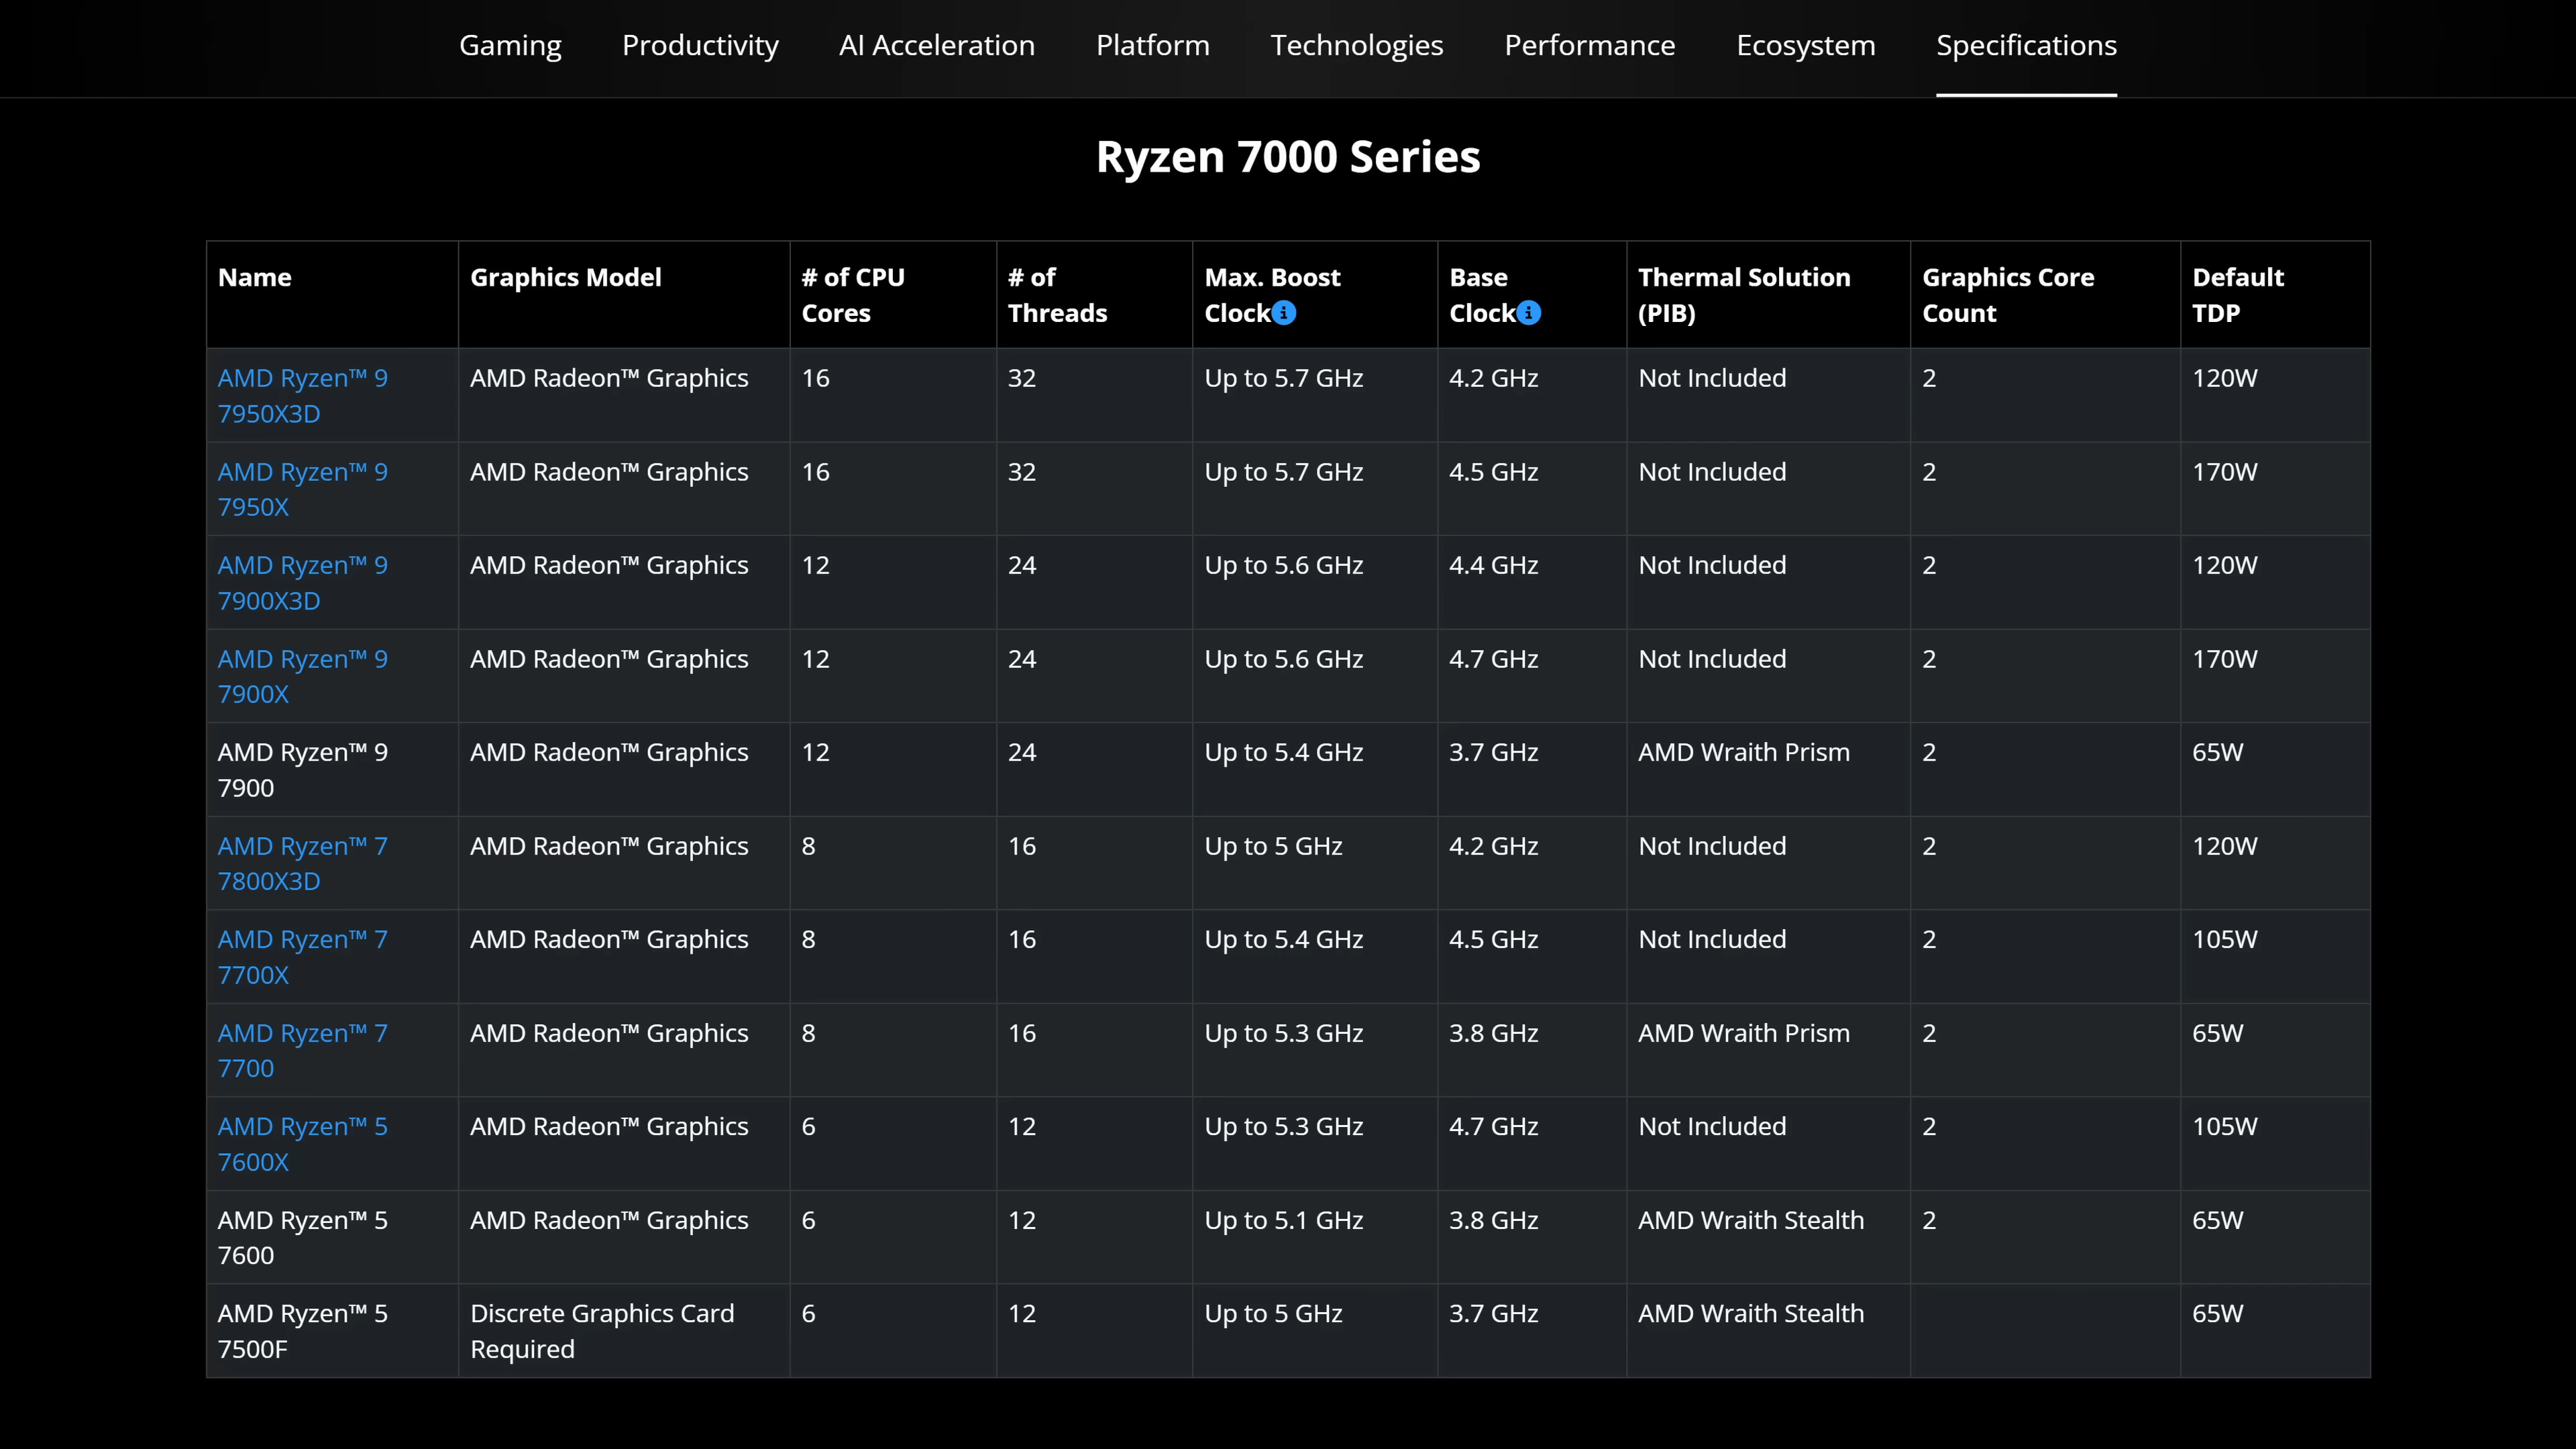 Gaming Productivity AI Acceleration Platform Technologies Performance Ecosystem Specifications
Ryzen 7000 Series
Name Graphics Model # of CPU Cores # of Threads Max. Boost Clock Base Clock Thermal Solution (PIB) Graphics Core Count Default TDP
AMD Ryzen™ 9 7950X3D AMD Radeon™ Graphics 16 32 Up to 5.7 GHz 4.2 GHz Not Included 2 120W
AMD Ryzen™ 9 7950X AMD Radeon™ Graphics 16 32 Up to 5.7 GHz 4.5 GHz Not Included 2 170W
AMD Ryzen™ 9 7900X3D AMD Radeon™ Graphics 12 24 Up to 5.6 GHz 4.4 GHz Not Included 2 120W
AMD Ryzen™ 9 7900X AMD Radeon™ Graphics 12 24 Up to 5.6 GHz 4.7 GHz Not Included 2 170W
AMD Ryzen™ 9 7900 AMD Radeon™ Graphics 12 24 Up to 5.4 GHz 3.7 GHz AMD Wraith Prism 2 65W
AMD Ryzen™ 7 7800X3D AMD Radeon™ Graphics 8 16 Up to 5 GHz 4.2 GHz Not Included 2 120W
AMD Ryzen™ 7 7700X AMD Radeon™ Graphics 8 16 Up to 5.4 GHz 4.5 GHz Not Included 2 105W
AMD Ryzen™ 7 7700 AMD Radeon™ Graphics 8 16 Up to 5.3 GHz 3.8 GHz AMD Wraith Prism 2 65W
AMD Ryzen™ 5 7600X AMD Radeon™ Graphics 6 12 Up to 5.3 GHz 4.7 GHz Not Included 2 105W
AMD Ryzen™ 5 7600 AMD Radeon™ Graphics 6 12 Up to 5.1 GHz 3.8 GHz AMD Wraith Stealth 2 65W
AMD Ryzen™ 5 7500F Discrete Graphics Card Required 6 12 Up to 5 GHz 3.7 GHz AMD Wraith Stealth 65W